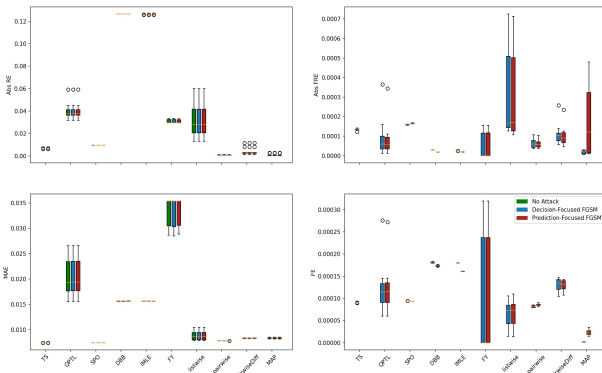 Abs RE
0.12
0.10
0.08
0.06
0.04
0.02
0.00
Abs FRE
0.0007
0.0006
0.0005
0.0004
0.0003
0.0002
0.0001
0.0000
MAE
0.035
0.030
0.025
0.020
0.015
0.010
TS
QPTL
SPO
DBB
IMLE
FY
listwise
pairwise
pairwiseDiff
MAP
FE
0.00030
0.00025
0.00020
0.00015
0.00010
0.00005
0.00000
No Attack
Decision-Focused FGSM
Prediction-Focused FGSM
TS
QPTL
SPO
DBB
IMLE
FY
listwise
pairwise
pairwiseDiff
MAP